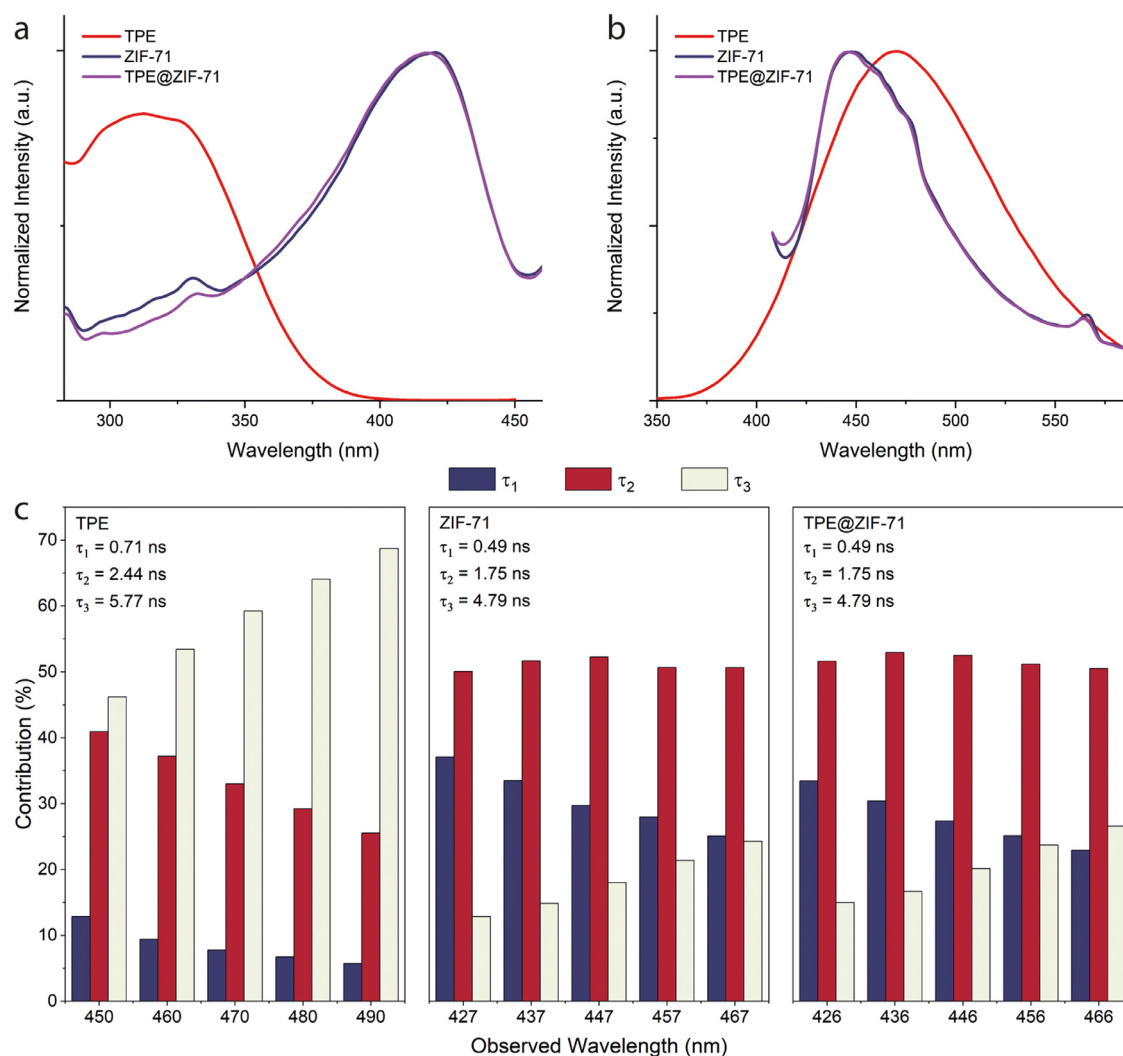 a
TPE
ZIF-71
TPE@ZIF-71
Normalized Intensity (a.u.)
300 350 400 450
Wavelength (nm)
b
TPE
ZIF-71
TPE@ZIF-71
Normalized Intensity (a.u.)
350 400 450 500 550
Wavelength (nm)
τ1 τ2 τ3
c
Contribution (%)
70
60
50
40
30
20
10
0
TPE
τ1 = 0.71 ns
τ2 = 2.44 ns
τ3 = 5.77 ns
450 460 470 480 490
ZIF-71
τ1 = 0.49 ns
τ2 = 1.75 ns
τ3 = 4.79 ns
427 437 447 457 467
TPE@ZIF-71
τ1 = 0.49 ns
τ2 = 1.75 ns
τ3 = 4.79 ns
426 436 446 456 466
Observed Wavelength (nm)